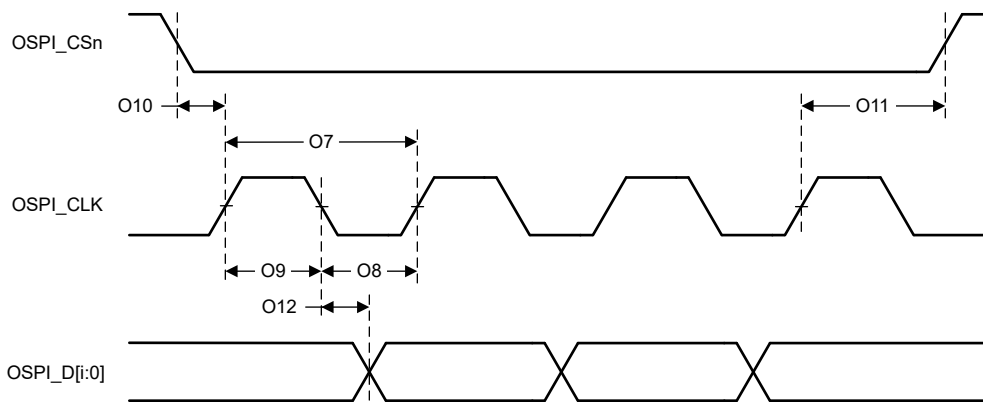 OSPI_CSn
O10
O11
O7
OSPI_CLK
O9
O8
O12
OSPI_D[i:0]